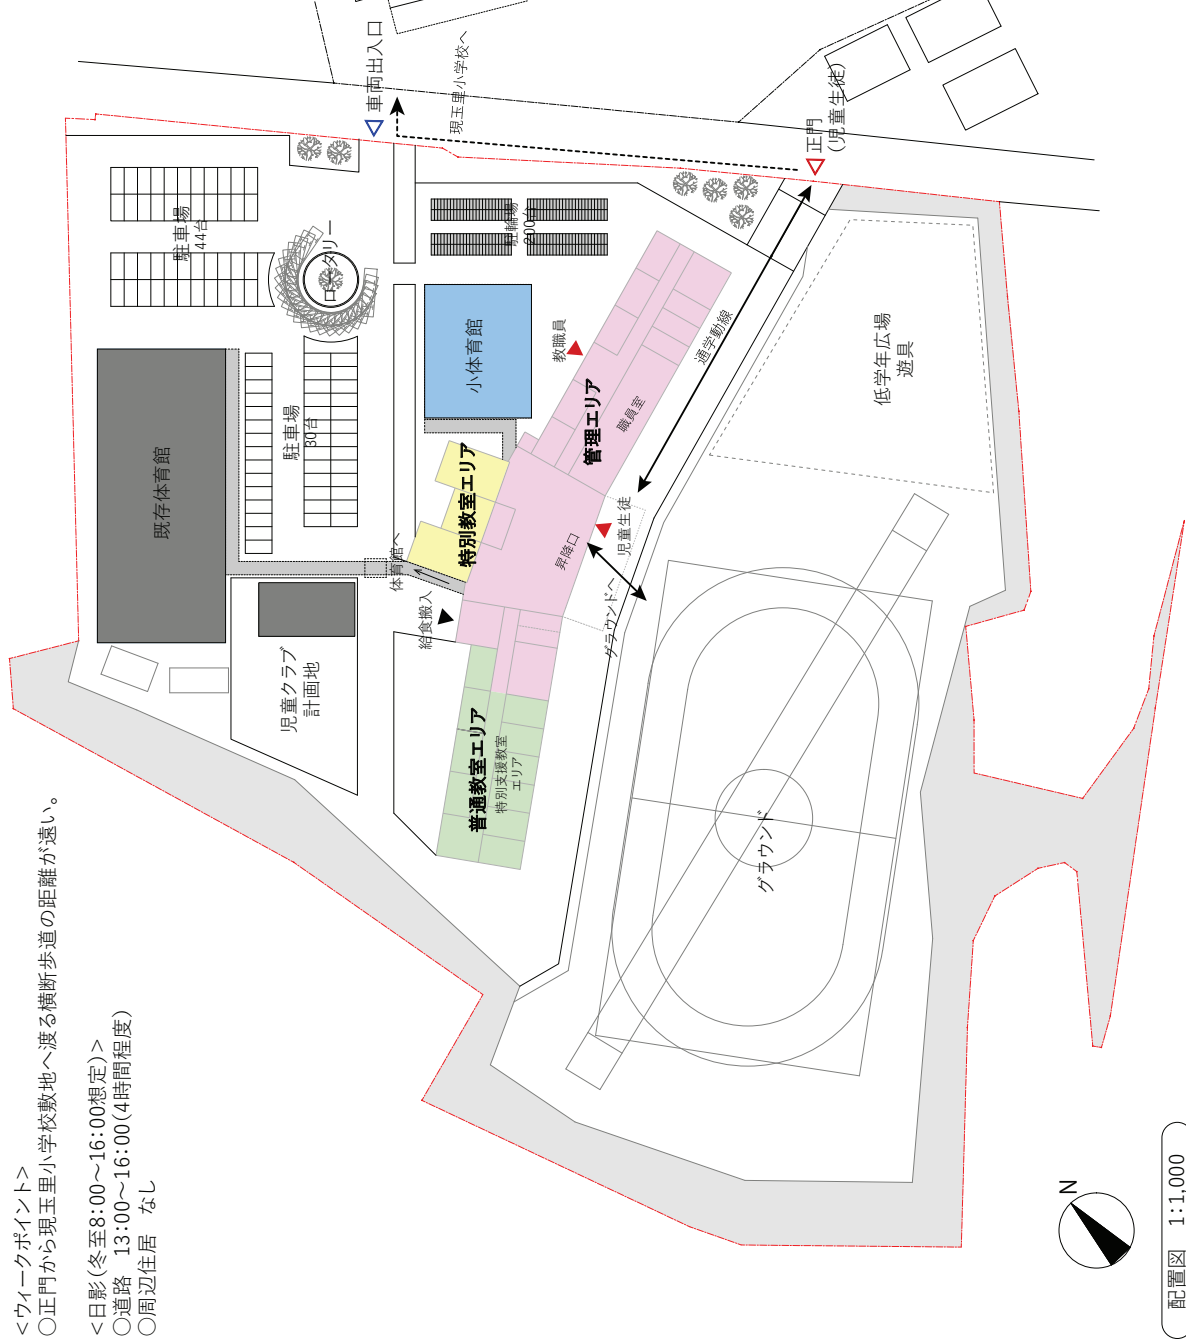 <ウィークポイント>
○正門から現玉里小学校敷地へ渡る横断歩道の距離が遠い。
<日影(冬至8:00～16:00想定)>
○道路　13:00～16:00(4時間程度)
○周辺住居　なし
既存体育館
児童クラブ
計画地
駐車場
44台
駐車場
30台
ロータリー
車両出入口
現玉里小学校へ
駐輪場
200台
小体育館
教職員
特別教室エリア
体育館へ
給食搬入
管理エリア
職員室
昇降口
児童生徒
グラウンドへ
普通教室エリア
特別支援教室
エリア
通学動線
正門
(児童生徒)
低学年広場
遊具
グラウンド
N
配置図　1:1,000